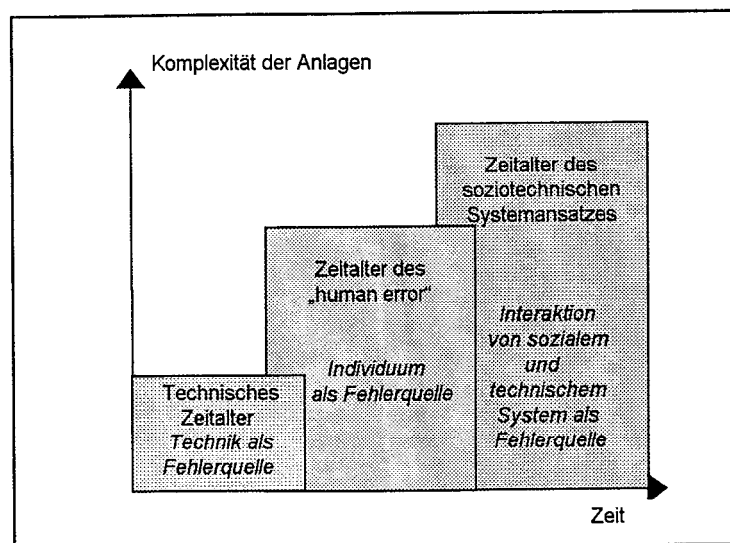 Komplexität der Anlagen
Zeitalter des
soziotechnischen
Systemansatzes
Interaktion
von sozialem
und
technischem
System als
Fehlerquelle
Zeitalter des
„human error“
Individuum
als Fehlerquelle
Technisches
Zeitalter
Technik als
Fehlerquelle
Zeit